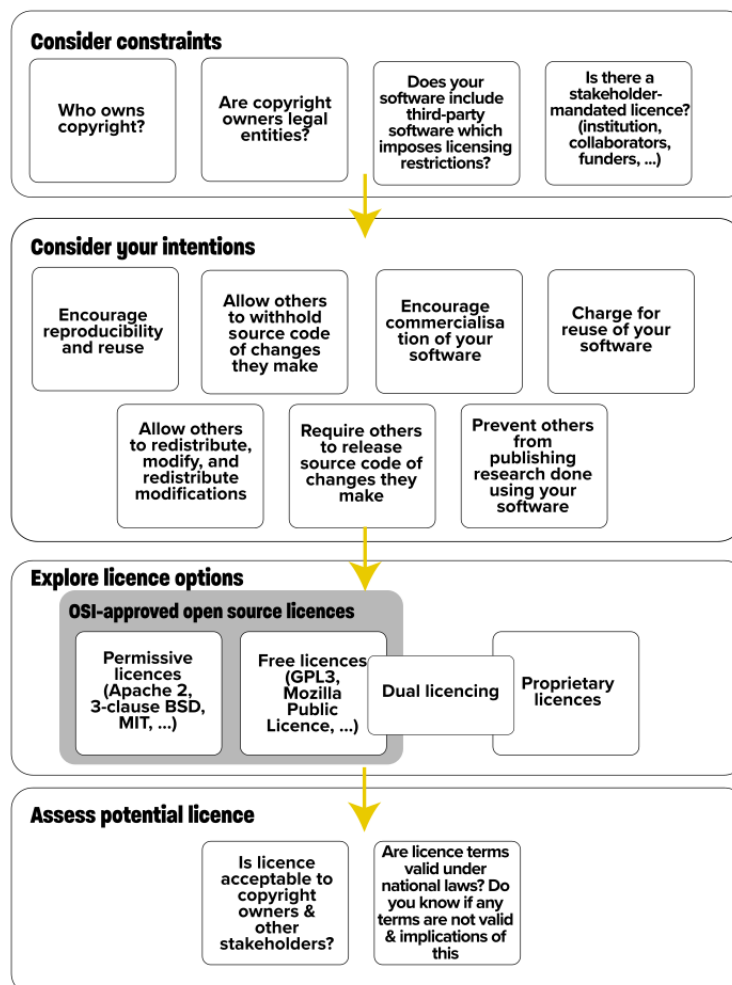 Consider constraints
Who owns
copyright?
Are copyright
owners legal
entities?
Does your
software include
third-party
software which
imposes licensing
restrictions?
Is there a
stakeholder-
mandated licence?
(institution,
collaborators,
funders, ...)
Consider your intentions
Encourage
reproducibility
and reuse
Allow others
to withhold
source code
of changes
they make
Encourage
commercialisa
tion of your
software
Charge for
reuse of your
software
Allow others
to redistribute,
modify, and
redistribute
modifications
Require others
to release
source code of
changes they
make
Prevent others
from
publishing
research done
using your
software
Explore licence options
OSI-approved open source licences
Permissive
licences
(Apache 2,
3-clause BSD,
MIT, ...)
Free licences
(GPL3,
Mozilla
Public
Licence, ...)
Dual licencing
Proprietary
licences
Assess potential licence
Is licence
acceptable to
copyright
owners &
other
stakeholders?
Are licence terms
valid under
national laws? Do
you know if any
terms are not valid
& implications of
this